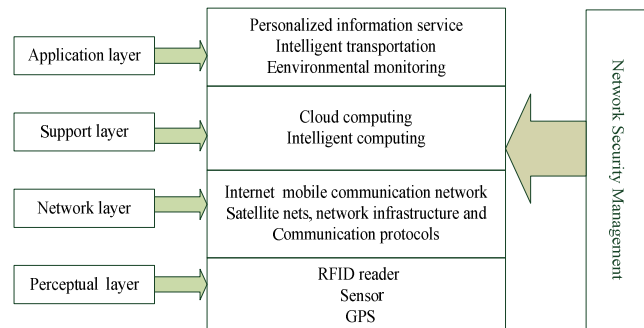 Application layer
Personalized information service
Intelligent transportation
Eenvironmental monitoring
Support layer
Cloud computing
Intelligent computing
Network layer
Internet mobile communication network
Satellite nets, network infrastructure and
Communication protocols
Perceptual layer
RFID reader
Sensor
GPS
Network Security Management